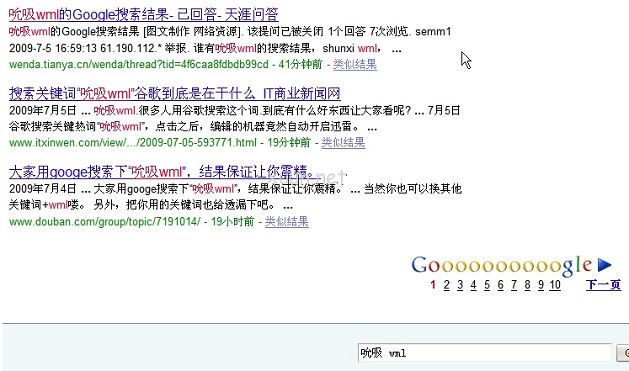 吮吸wml的Google搜索结果- 已回答- 天涯问答
吮吸wml的Google搜索结果 [图文制作 网络资源]. 该提问已被关闭 1个回答 7次浏览. semm1
2009-7-5 16:59:13 61.190.112.* 举报. 谁有吮吸wml的搜索结果，shunxi wml， ...
wenda.tianya.cn/wenda/thread?tid=4f6caa8fdbdb99cd - 41分钟前 - 类似结果
搜索关键词“吮吸wml”谷歌到底是在干什么_IT商业新闻网
2009年7月5日 ... 吮吸wml.很多人用谷歌搜索这个词.到底有什么好东西让大家看呢? ... 7月5日
谷歌搜索关键热词“吮吸wml”，点击之后，编辑的机器竟然自动开启迅雷。 ...
www.itxinwen.com/view/.../2009-07-05-593771.html - 19分钟前 - 类似结果
大家用googe搜索下“吮吸wml”，结果保证让你震精。
2009年7月4日 ... 大家用googe搜索下“吮吸wml”，结果保证让你震精。 ... 当然你也可以换其他
关键词+wml喽。 另外，把你用的关键词也给透漏下吧。 ...
www.douban.com/group/topic/7191014/ - 19小时前 - 类似结果
Goooooooooogle
1 2 3 4 5 6 7 8 9 10 下一页
吮吸 wml